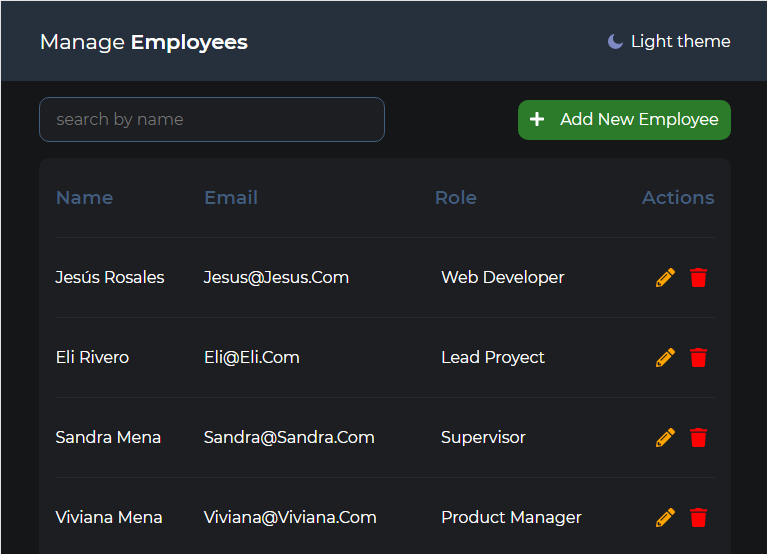 Manage Employees
Light theme
search by name
Add New Employee
Name Email Role Actions
Jesús Rosales Jesus@Jesus.Com Web Developer
Eli Rivero Eli@Eli.Com Lead Proyect
Sandra Mena Sandra@Sandra.Com Supervisor
Viviana Mena Viviana@Viviana.Com Product Manager